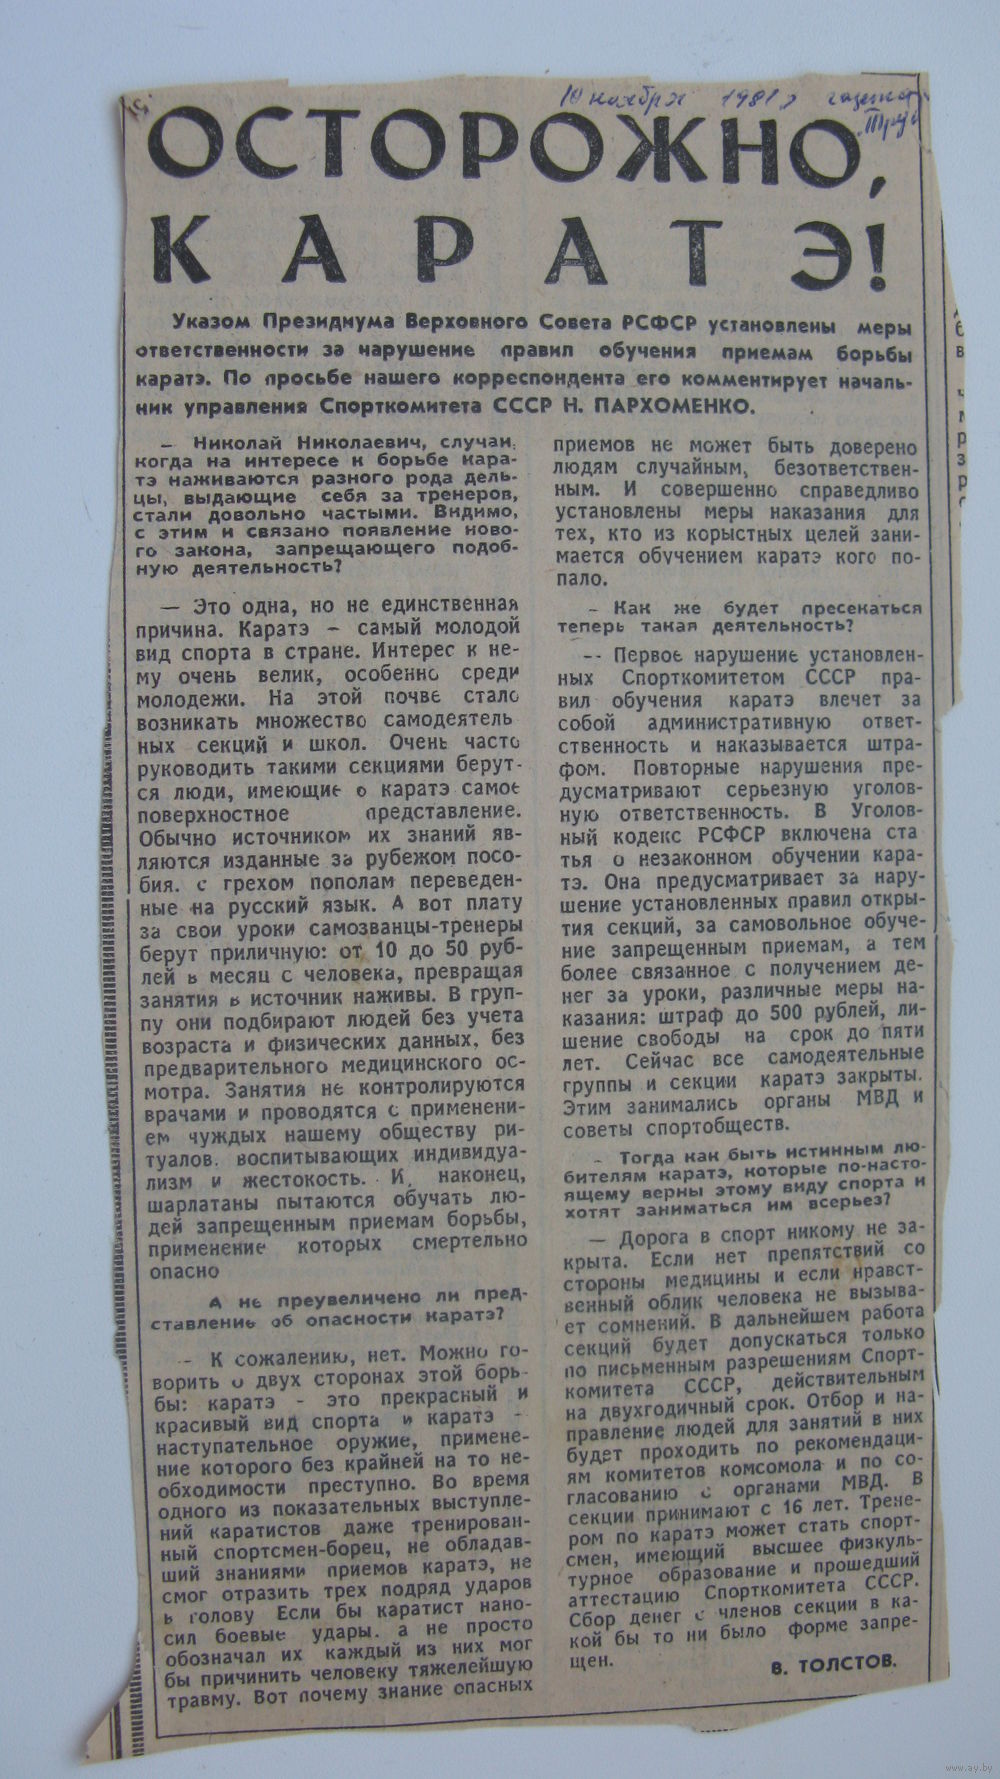 10 ноября 1981 г газета
"Труд"
ОСТОРОЖНО,
КАРАТЭ!
Указом Президиума Верховного Совета РСФСР установлены меры
ответственности за нарушение правил обучения приемам борьбы
каратэ. По просьбе нашего корреспондента его комментирует началь-
ник управления Спорткомитета СССР Н. ПАРХОМЕНКО.
— Николай Николаевич, случаи,
когда на интересе к борьбе кара-
тэ наживаются разного рода дель-
цы, выдающие себя за тренеров,
стали довольно частыми. Видимо,
с этим и связано появление ново-
го закона, запрещающего подоб-
ную деятельность?
— Это одна, но не единственная
причина. Каратэ — самый молодой
вид спорта в стране. Интерес к не-
му очень велик, особенно среди
молодежи. На этой почве стало
возникать множество самодеятель
ных секций и школ. Очень часто
руководить такими секциями берут-
ся люди, имеющие о каратэ самое
поверхностное представление.
Обычно источником их знаний яв-
ляются изданные за рубежом посо-
бия, с грехом пополам переведен-
ные на русский язык. А вот плату
за свои уроки самозванцы-тренеры
берут приличную: от 10 до 50 руб-
лей в месяц с человека, превращая
занятия в источник наживы. В груп-
пу они подбирают людей без учета
возраста и физических данных, без
предварительного медицинского ос-
мотра. Занятия не контролируются
врачами и проводятся с применени-
ем чуждых нашему обществу ри-
туалов, воспитывающих индивидуа-
лизм и жестокость. И, наконец,
шарлатаны пытаются обучать лю-
дей запрещенным приемам борьбы,
применение которых смертельно
опасно
А не преувеличено ли пред-
ставление об опасности каратэ?
— К сожалению, нет. Можно го-
ворить о двух сторонах этой борь-
бы: каратэ — это прекрасный и
красивый вид спорта и каратэ —
наступательное оружие, примене-
ние которого без крайней на то не-
обходимости преступно. Во время
одного из показательных выступле-
ний каратистов даже тренирован-
ный спортсмен-борец, не обладав-
ший знаниями приемов каратэ, не
смог отразить трех подряд ударов
в голову Если бы каратист нано-
сил боевые удары, а не просто
обозначал их каждый из них мог
бы причинить человеку тяжелейшую
травму. Вот почему знание опасных
приемов не может быть доверено
людям случайным, безответствен-
ным. И совершенно справедливо
установлены меры наказания для
тех, кто из корыстных целей зани-
мается обучением каратэ кого по-
пало.
— Как же будет пресекаться
теперь такая деятельность?
— Первое нарушение установлен-
ных Спорткомитетом СССР пра-
вил обучения каратэ влечет за
собой административную ответ-
ственность и наказывается штра-
фом. Повторные нарушения пре-
дусматривают серьезную уголов-
ную ответственность. В Уголов-
ный кодекс РСФСР включена ста
тья о незаконном обучении кара-
тэ. Она предусматривает за нару-
шение установленных правил откры-
тия секций, за самовольное обуче-
ние запрещенным приемам, а тем
более связанное с получением де-
нег за уроки, различные меры на-
казания: штраф до 500 рублей, ли-
шение свободы на срок до пяти
лет. Сейчас все самодеятельные
группы и секции каратэ закрыты.
Этим занимались органы МВД и
советы спортобществ.
— Тогда как быть истинным лю-
бителям каратэ, которые по-насто-
ящему верны этому виду спорта и
хотят заниматься им всерьез?
— Дорога в спорт никому не за-
крыта. Если нет препятствий со
стороны медицины и если нравст-
венный облик человека не вызыва-
ет сомнений. В дальнейшем работа
секций будет допускаться только
по письменным разрешениям Спорт-
комитета СССР, действительным
на двухгодичный срок. Отбор и на-
правление людей для занятий в них
будет проходить по рекомендаци-
ям комитетов комсомола и по со-
гласованию с органами МВД. В
секции принимают с 16 лет. Трене-
ром по каратэ может стать спорт-
смен, имеющий высшее физкуль-
турное образование и прошедший
аттестацию Спорткомитета СССР.
Сбор денег с членов секции в ка-
кой бы то ни было форме запре-
щен.
В. ТОЛСТОВ.
www.ay.by